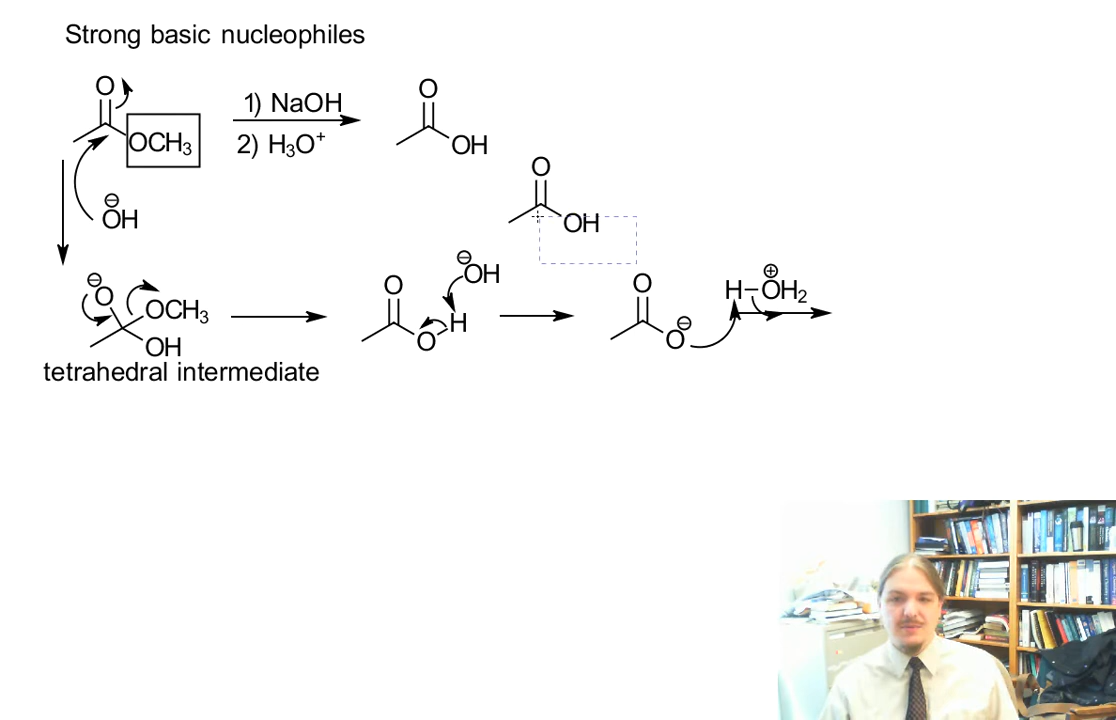 Strong basic nucleophiles
O
OCH₃
1) NaOH
2) H₃O⁺
O
OH
⊖
OH
O
OH
⊖
O
OCH₃
OH
tetrahedral intermediate
O
O
H
⊖
OH
O
O
⊖
H–OH₂
⊕